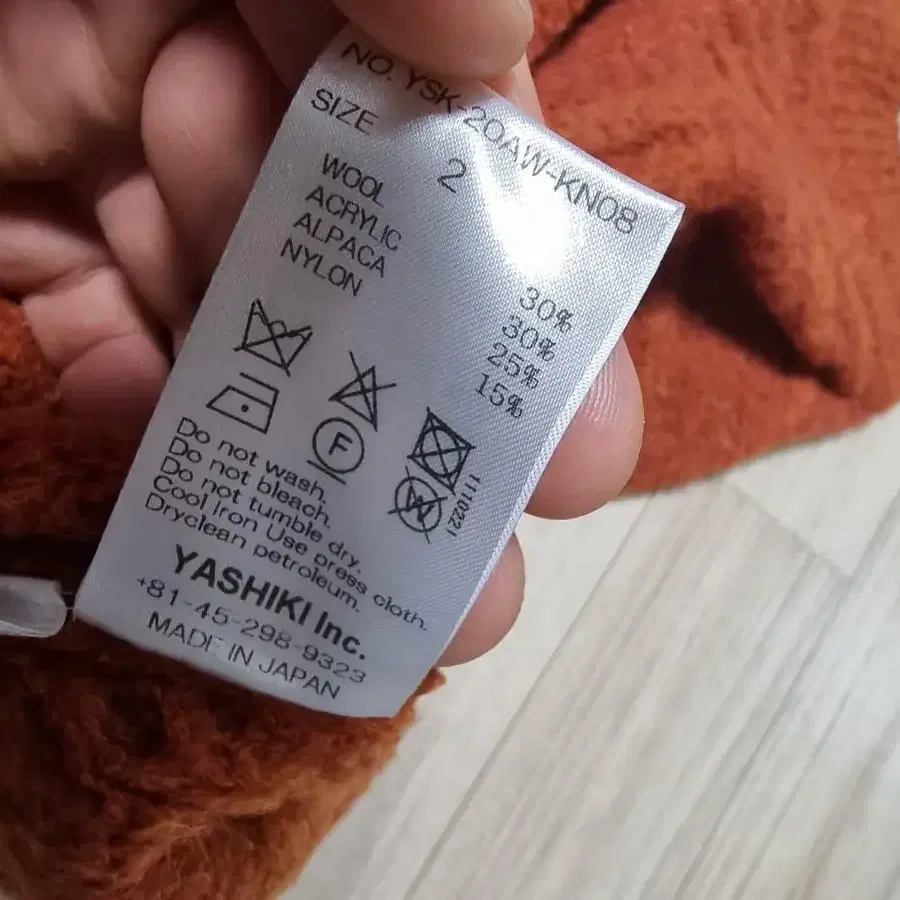 NO. YSK-20AW-KN08
SIZE 2
WOOL 30%
ACRYLIC 30%
ALPACA 25%
NYLON 15%
F
W
1110221
Do not wash.
Do not bleach.
Do not tumble dry.
Cool Iron Use press cloth.
Dryclean petroleum.
YASHIKI Inc.
+81-45-298-9323
MADE IN JAPAN